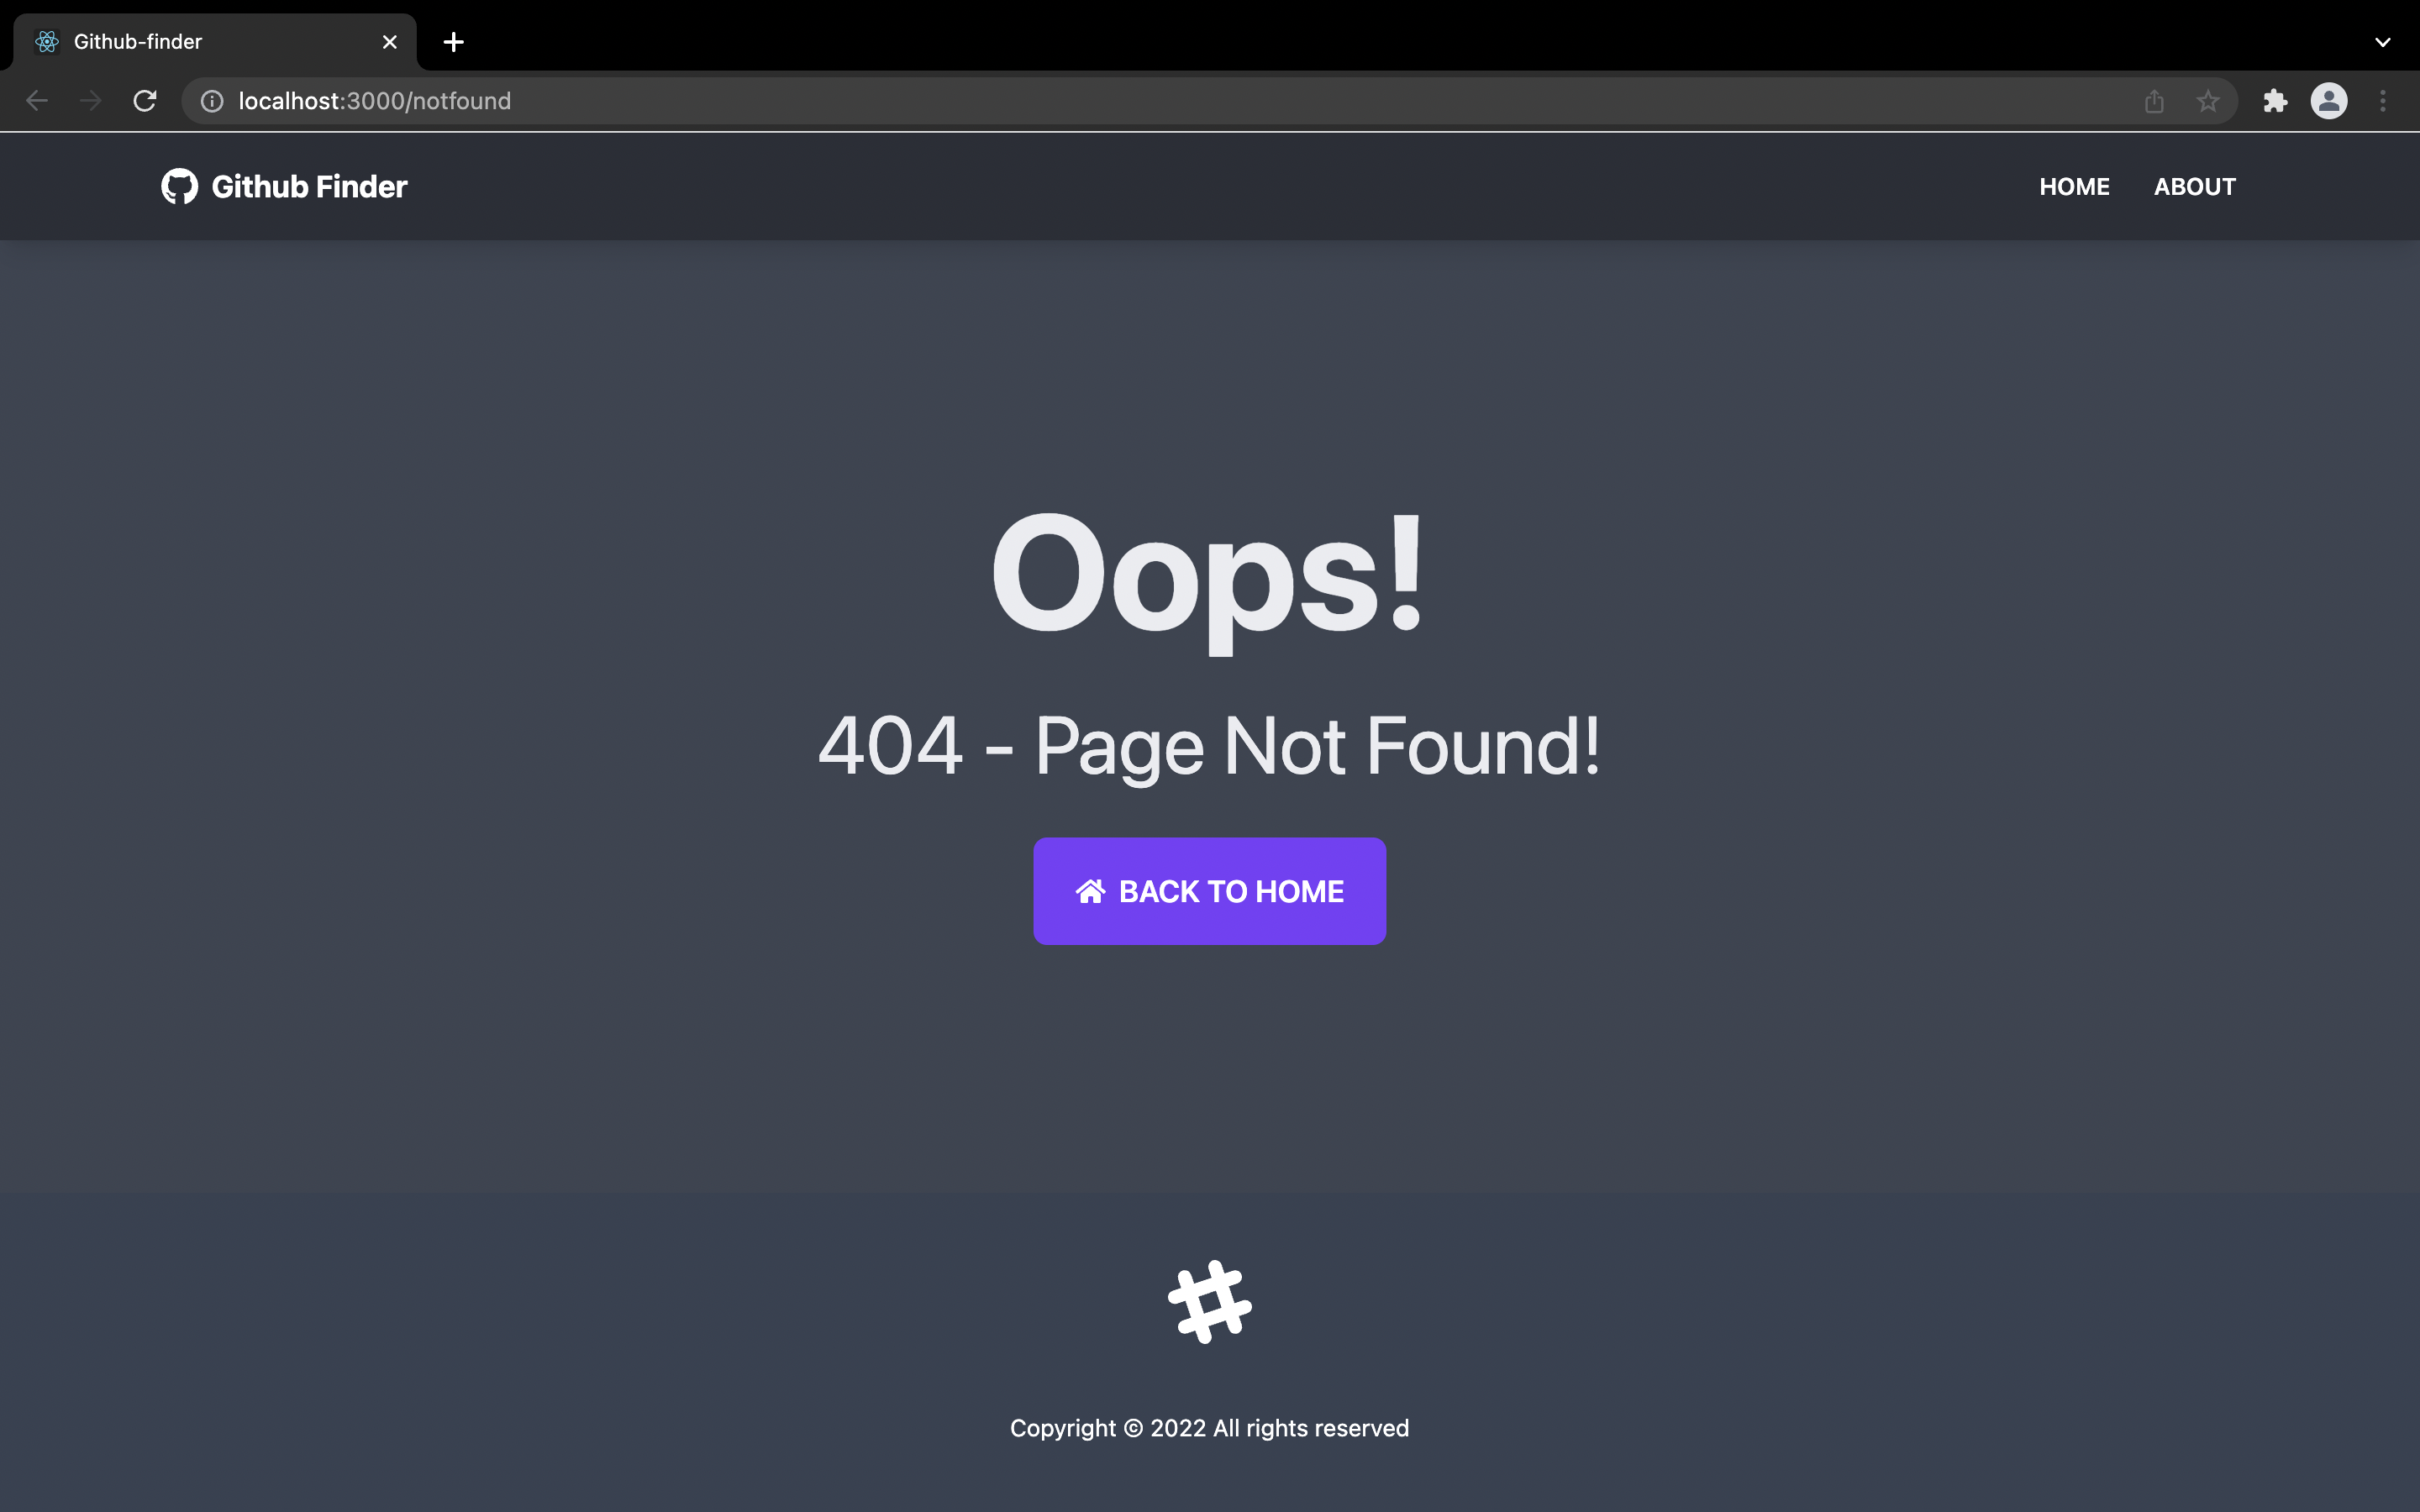 Github-finder
localhost:3000/notfound
Github Finder
HOME ABOUT
Oops!
404 - Page Not Found!
BACK TO HOME
Copyright © 2022 All rights reserved